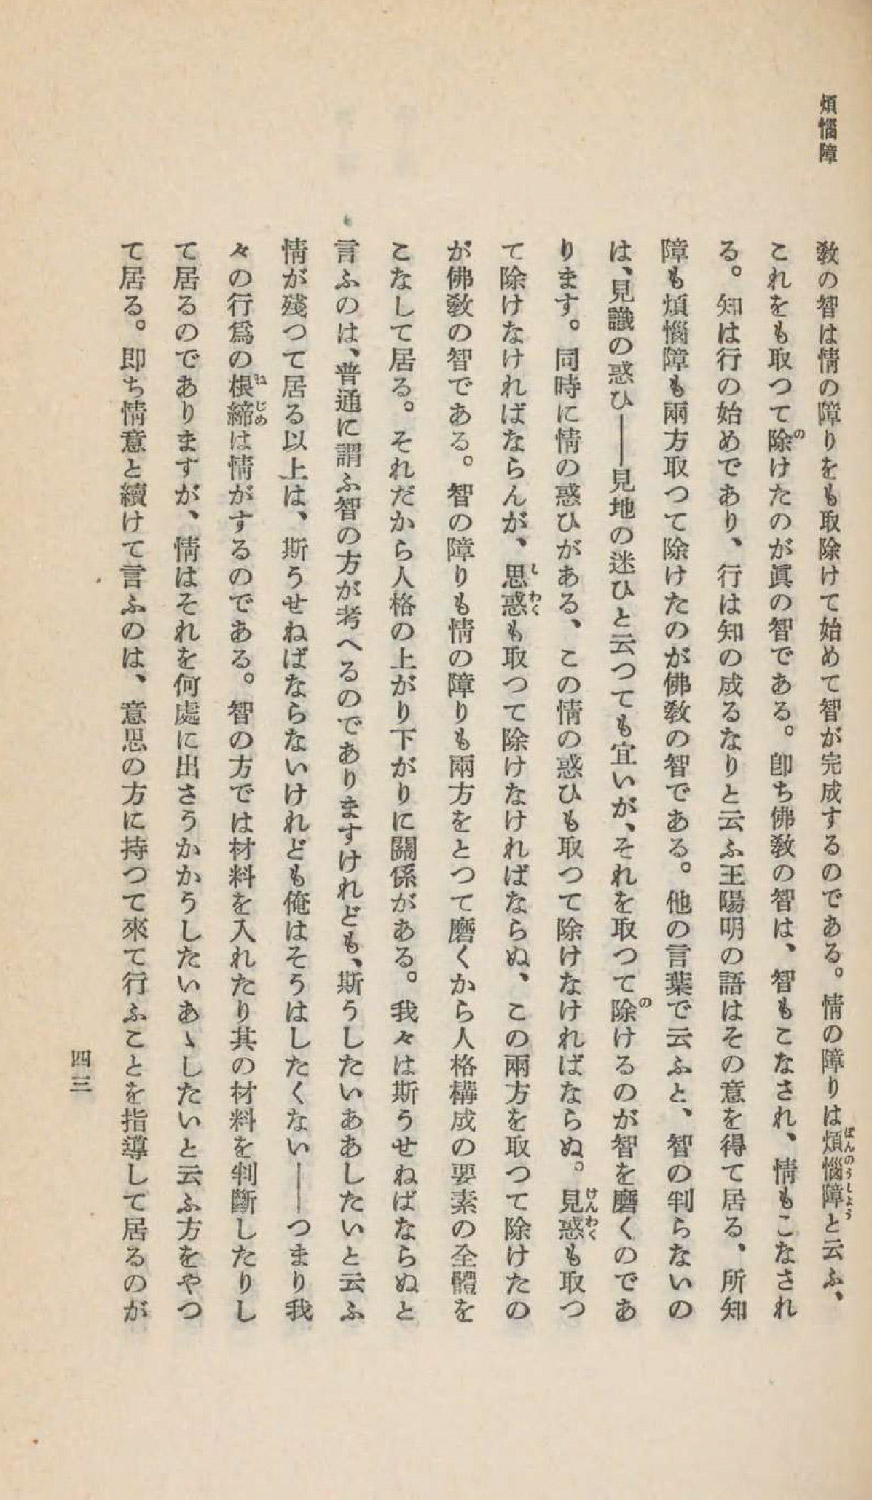 煩惱障
敎の智は情の障りをも取除けて始めて智が完成するのである。情の障りは煩惱障と云ふ、
これをも取つて除けたのが眞の智である。卽ち佛敎の智は、智もこなされ、情もこなされ
る。知は行の始めであり、行は知の成るなりと云ふ王陽明の語はその意を得て居る、所知
障も煩惱障も兩方取つて除けたのが佛敎の智である。他の言葉で云ふと、智の判らないの
は、見識の惑ひ――見地の迷ひと云つても宜いが、それを取つて除けるのが智を磨くのであ
ります。同時に情の惑ひがある、この情の惑ひも取つて除けなければならぬ。見惑も取つ
て除けなければならんが、思惑も取つて除けなければならぬ、この兩方を取つて除けたの
が佛敎の智である。智の障りも情の障りも兩方をとつて磨くから人格構成の要素の全體を
こなして居る。それだから人格の上がり下がりに關係がある。我々は斯うせねばならぬと
言ふのは、普通に謂ふ智の方が考へるのでありますけれども、斯うしたいああしたいと云ふ
情が殘つて居る以上は、斯うせねばならないけれども俺はそうはしたくない――つまり我
々の行爲の根締は情がするのである。智の方では材料を入れたり其の材料を判斷したりし
て居るのでありますが、情はそれを何處に出さうかかうしたいあゝしたいと云ふ方をやつ
て居る。卽ち情意と續けて言ふのは、意思の方に持つて來て行ふことを指導して居るのが
四三